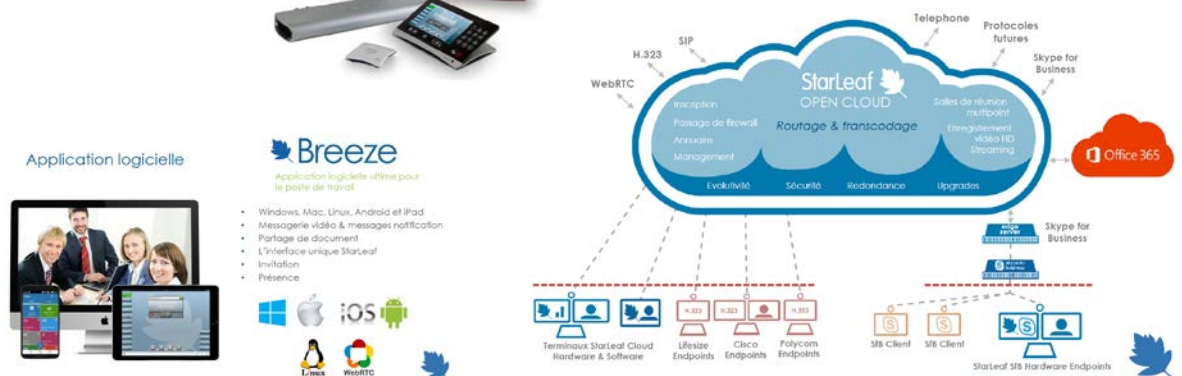 Application logicielle
Breeze
Application logicielle ultime pour
le poste de travail
• Windows, Mac, Linux, Android et iPad
• Messagerie vidéo & messages notification
• Partage de document
• L'interface unique StarLeaf
• Invitation
• Présence
iOS
Linux
WebRTC
Telephone
Protocoles
futures
SIP
H.323
WebRTC
Skype for
Business
StarLeaf
OPEN CLOUD
Routage & transcodage
Inscription
Passage de firewall
Annuaire
Management
Salles de réunion
multipoint
Enregistrement
vidéo HD
Streaming
Evolutivité
Sécurité
Redondance
Upgrades
Office 365
edge
server
Skype for
Business
H.323
H.323
H.323
Terminaux StarLeaf Cloud
Hardware & Software
Lifesize
Endpoints
Cisco
Endpoints
Polycom
Endpoints
SfB Client
SfB Client
StarLeaf SfB Hardware Endpoints